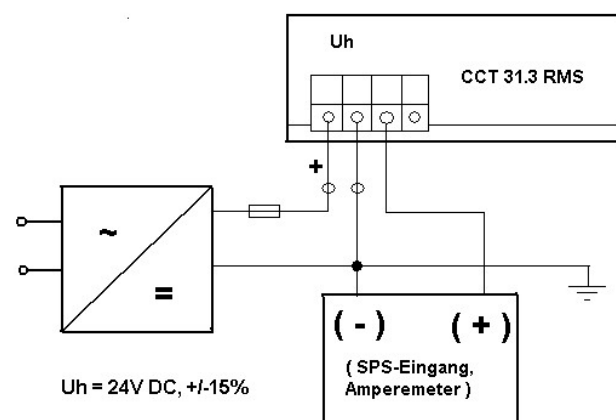 Uh
CCT 31.3 RMS
+
~
=
( - ) ( + )
( SPS-Eingang,
Amperemeter )
Uh = 24V DC, +/-15%